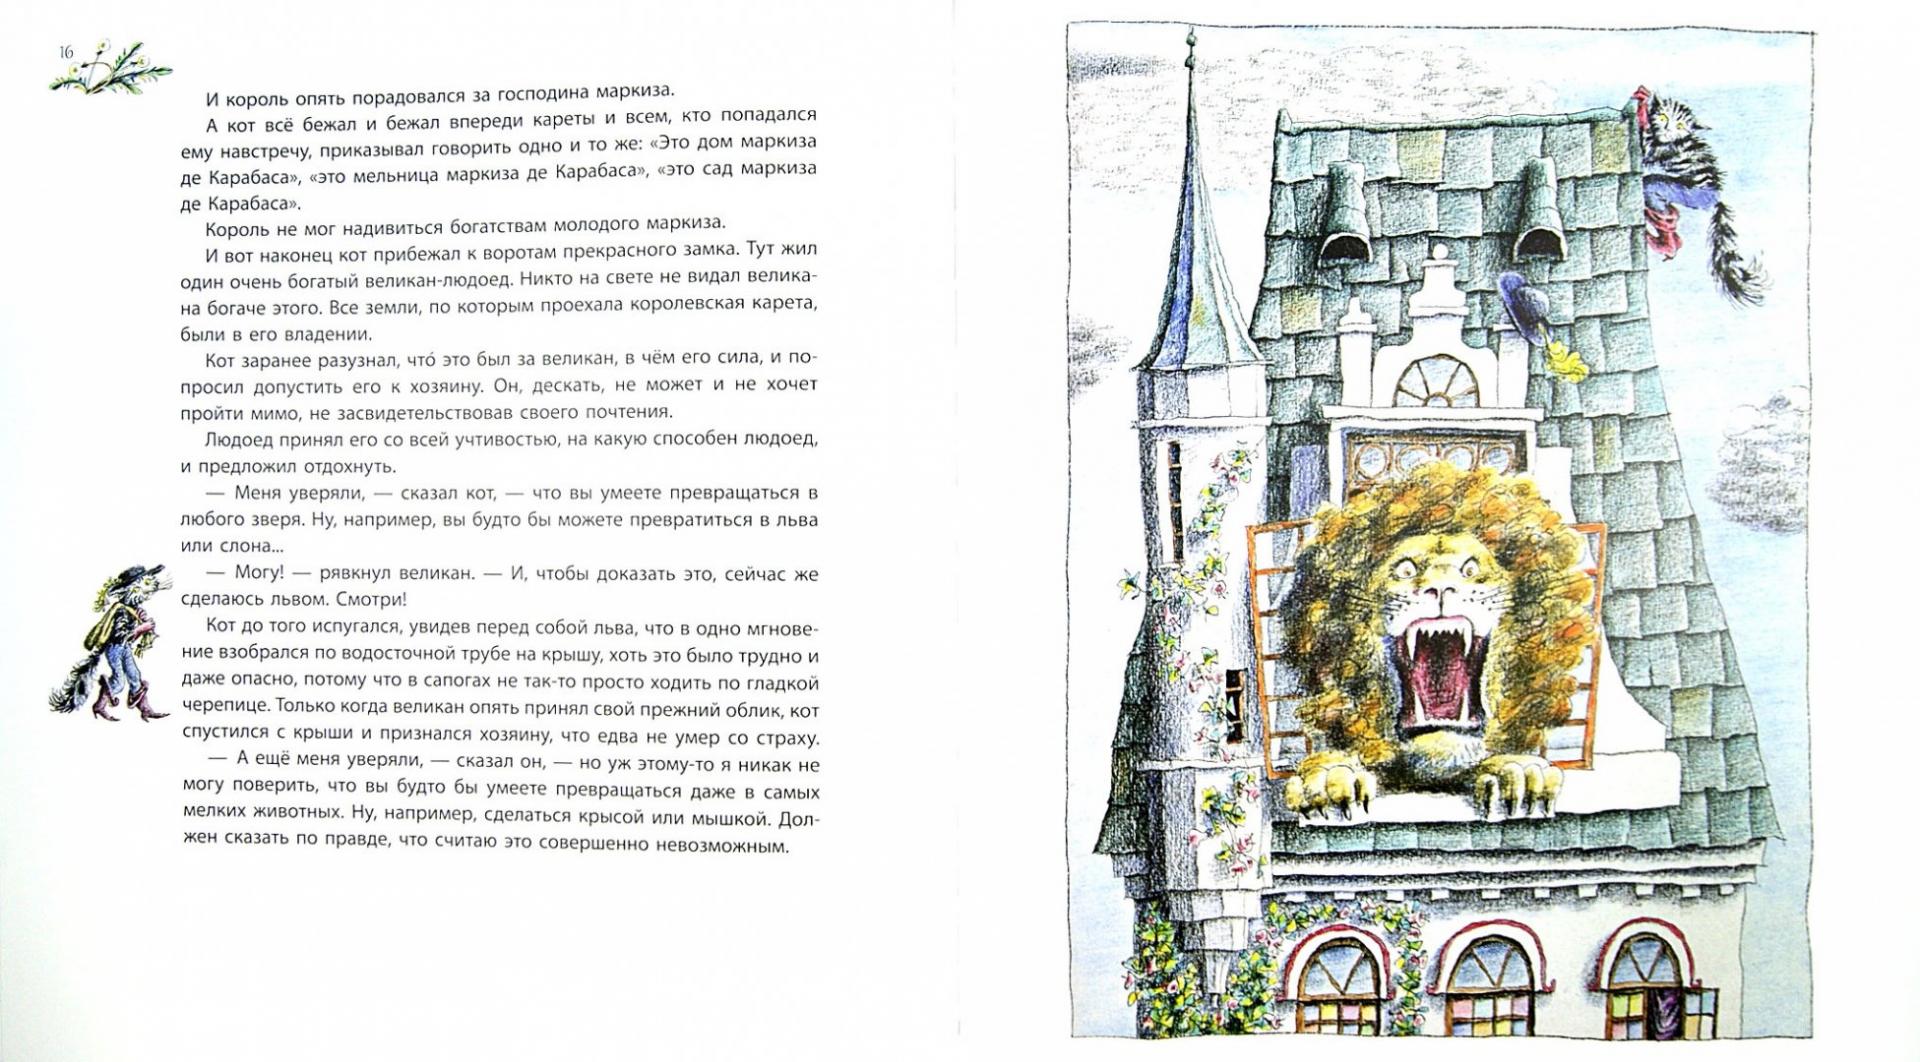 16
И король опять порадовался за господина маркиза.
А кот всё бежал и бежал впереди кареты и всем, кто попадался
ему навстречу, приказывал говорить одно и то же: «Это дом маркиза
де Карабаса», «это мельница маркиза де Карабаса», «это сад маркиза
де Карабаса».
Король не мог надивиться богатствам молодого маркиза.
И вот наконец кот прибежал к воротам прекрасного замка. Тут жил
один очень богатый великан-людоед. Никто на свете не видал велика-
на богаче этого. Все земли, по которым проехала королевская карета,
были в его владении.
Кот заранее разузнал, что́ это был за великан, в чём его сила, и по-
просил допустить его к хозяину. Он, дескать, не может и не хочет
пройти мимо, не засвидетельствовав своего почтения.
Людоед принял его со всей учтивостью, на какую способен людоед,
и предложил отдохнуть.
— Меня уверяли, — сказал кот, — что вы умеете превращаться в
любого зверя. Ну, например, вы будто бы можете превратиться в льва
или слона...
— Могу! — рявкнул великан. — И, чтобы доказать это, сейчас же
сделаюсь львом. Смотри!
Кот до того испугался, увидев перед собой льва, что в одно мгнове-
ние взобрался по водосточной трубе на крышу, хоть это было трудно и
даже опасно, потому что в сапогах не так-то просто ходить по гладкой
черепице. Только когда великан опять принял свой прежний облик, кот
спустился с крыши и признался хозяину, что едва не умер со страху.
— А ещё меня уверяли, — сказал он, — но уж этому-то я никак не
могу поверить, что вы будто бы умеете превращаться даже в самых
мелких животных. Ну, например, сделаться крысой или мышкой. Дол-
жен сказать по правде, что считаю это совершенно невозможным.